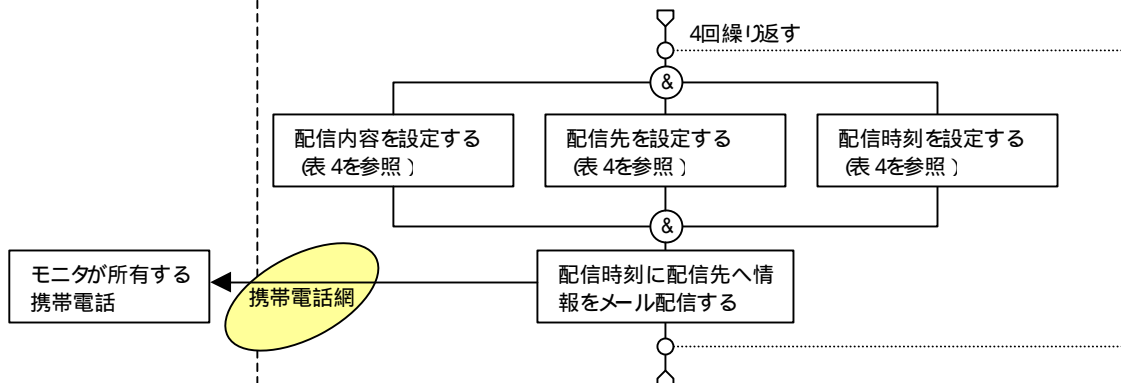 4回繰り返す
&
配信内容を設定する
(表 4を参照)
配信先を設定する
(表 4を参照)
配信時刻を設定する
(表 4を参照)
&
モニタが所有する
携帯電話
携帯電話網
配信時刻に配信先へ情
報をメール配信する